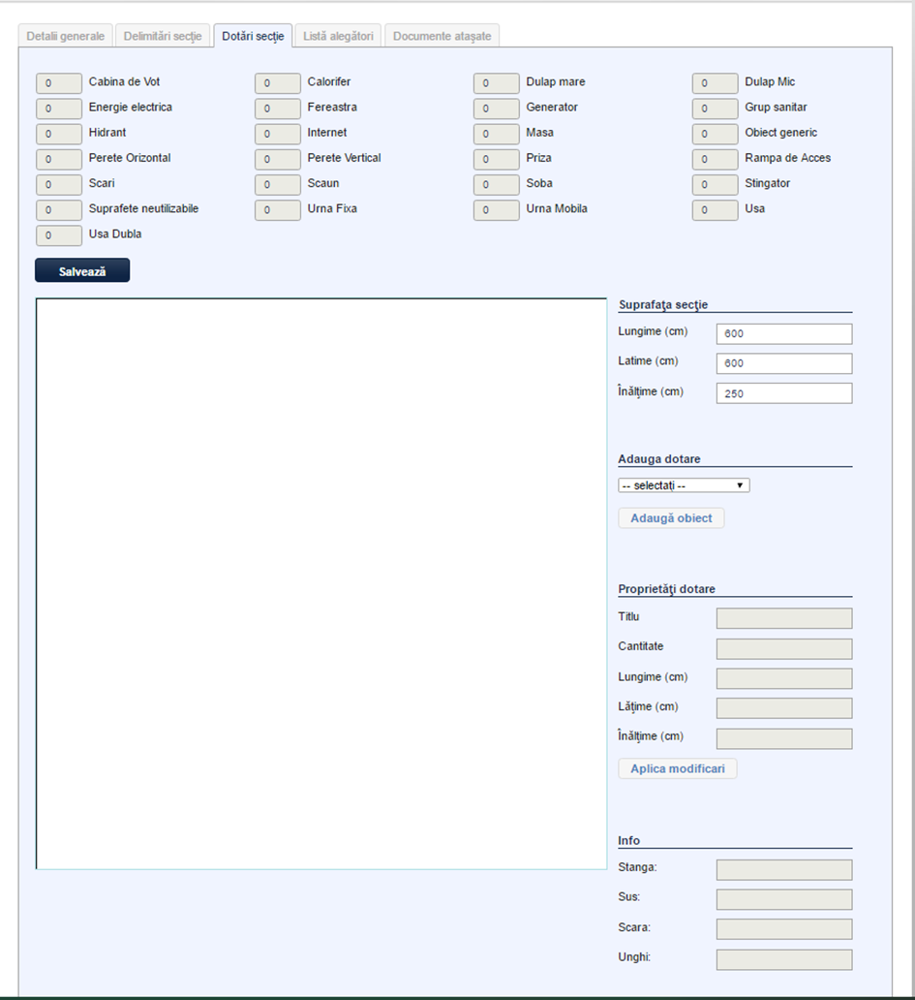 Detalii generale Delimitări secţie Dotări secţie Listă alegători Documente ataşate
0 Cabina de Vot 0 Calorifer 0 Dulap mare 0 Dulap Mic
0 Energie electrica 0 Fereastra 0 Generator 0 Grup sanitar
0 Hidrant 0 Internet 0 Masa 0 Obiect generic
0 Perete Orizontal 0 Perete Vertical 0 Priza 0 Rampa de Acces
0 Scari 0 Scaun 0 Soba 0 Stingator
0 Suprafete neutilizabile 0 Urna Fixa 0 Urna Mobila 0 Usa
0 Usa Dubla
Salvează
Suprafaţa secţie
Lungime (cm) 600
Latime (cm) 600
Înălţime (cm) 250
Adauga dotare
-- selectaţi --
Adaugă obiect
Proprietăţi dotare
Titlu
Cantitate
Lungime (cm)
Lăţime (cm)
Înălţime (cm)
Aplica modificari
Info
Stanga:
Sus:
Scara:
Unghi: